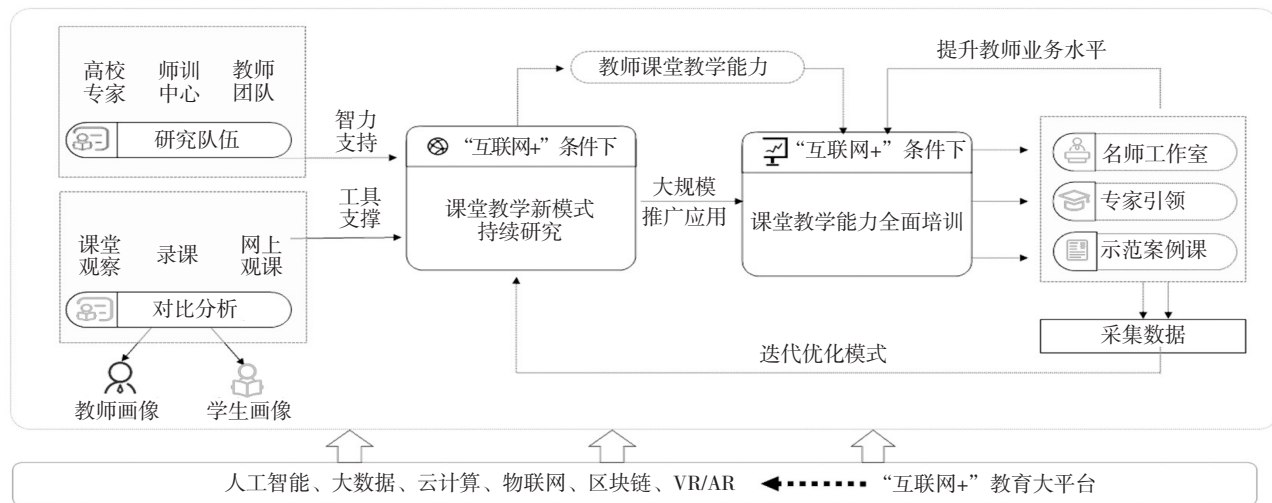 高校
专家
师训
中心
教师
团队
研究队伍
智力
支持
课堂
观察
录课
网上
观课
对比分析
工具
支撑
教师画像
学生画像
“互联网+”条件下
课堂教学新模式
持续研究
教师课堂教学能力
大规模
推广应用
“互联网+”条件下
课堂教学能力全面培训
提升教师业务水平
名师工作室
专家引领
示范案例课
采集数据
迭代优化模式
人工智能、大数据、云计算、物联网、区块链、VR/AR
“互联网+”教育大平台